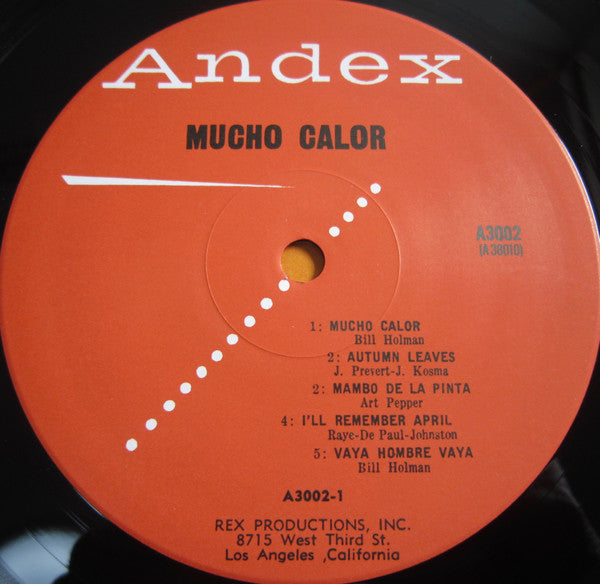 Andex
MUCHO CALOR
A3002
(A38010)
1: MUCHO CALOR
Bill Holman
2: AUTUMN LEAVES
J. Prevert-J. Kosma
2: MAMBO DE LA PINTA
Art Pepper
4: I'LL REMEMBER APRIL
Raye-De Paul-Johnston
5: VAYA HOMBRE VAYA
Bill Holman
A3002-1
REX PRODUCTIONS, INC.
8715 West Third St.
Los Angeles ,California